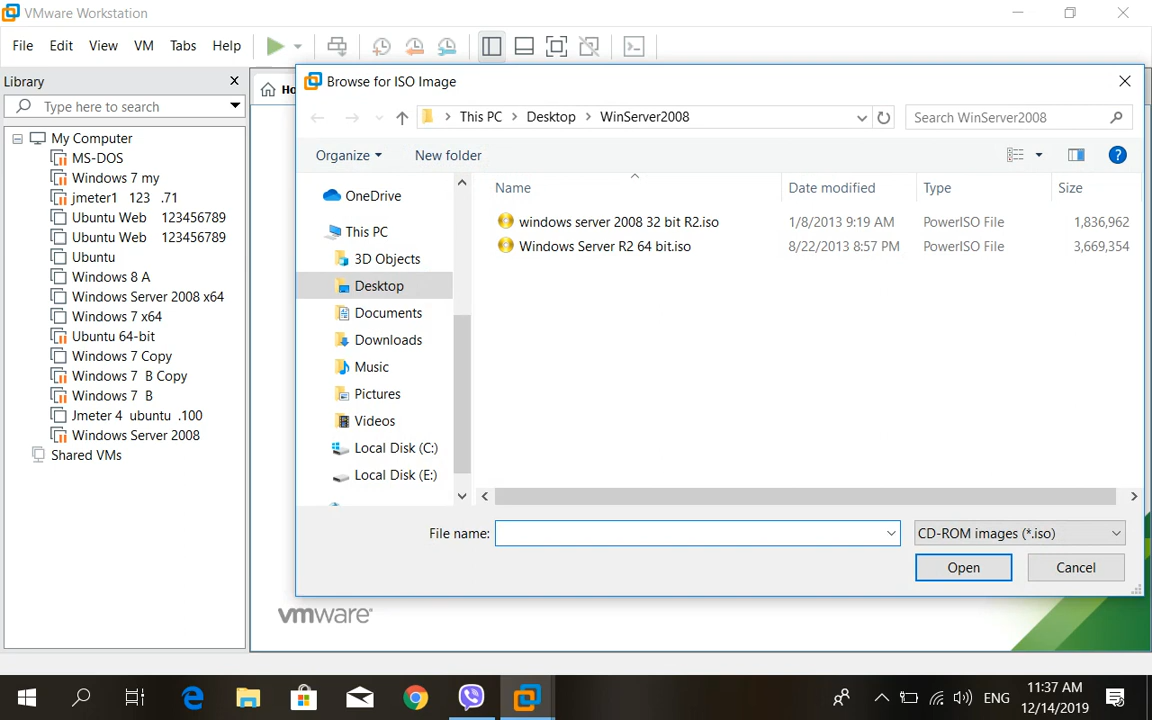 VMware Workstation
File Edit View VM Tabs Help
Library
Type here to search
My Computer
MS-DOS
Windows 7 my
jmeter1 123 .71
Ubuntu Web 123456789
Ubuntu Web 123456789
Ubuntu
Windows 8 A
Windows Server 2008 x64
Windows 7 x64
Ubuntu 64-bit
Windows 7 Copy
Windows 7 B Copy
Windows 7 B
Jmeter 4 ubuntu .100
Windows Server 2008
Shared VMs
Browse for ISO Image
This PC > Desktop > WinServer2008
Search WinServer2008
Organize New folder
OneDrive
This PC
3D Objects
Desktop
Documents
Downloads
Music
Pictures
Videos
Local Disk (C:)
Local Disk (E:)
Name Date modified Type Size
windows server 2008 32 bit R2.iso 1/8/2013 9:19 AM PowerISO File 1,836,962
Windows Server R2 64 bit.iso 8/22/2013 8:57 PM PowerISO File 3,669,354
File name: CD-ROM images (*.iso)
Open Cancel
vmware
ENG
11:37 AM
12/14/2019